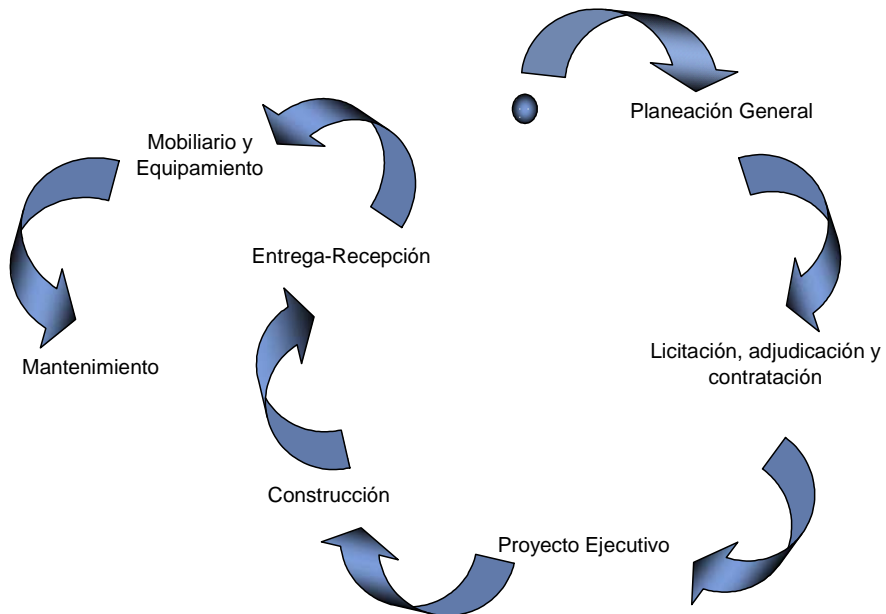 Planeación General
Licitación, adjudicación y
contratación
Proyecto Ejecutivo
Construcción
Entrega-Recepción
Mobiliario y
Equipamiento
Mantenimiento